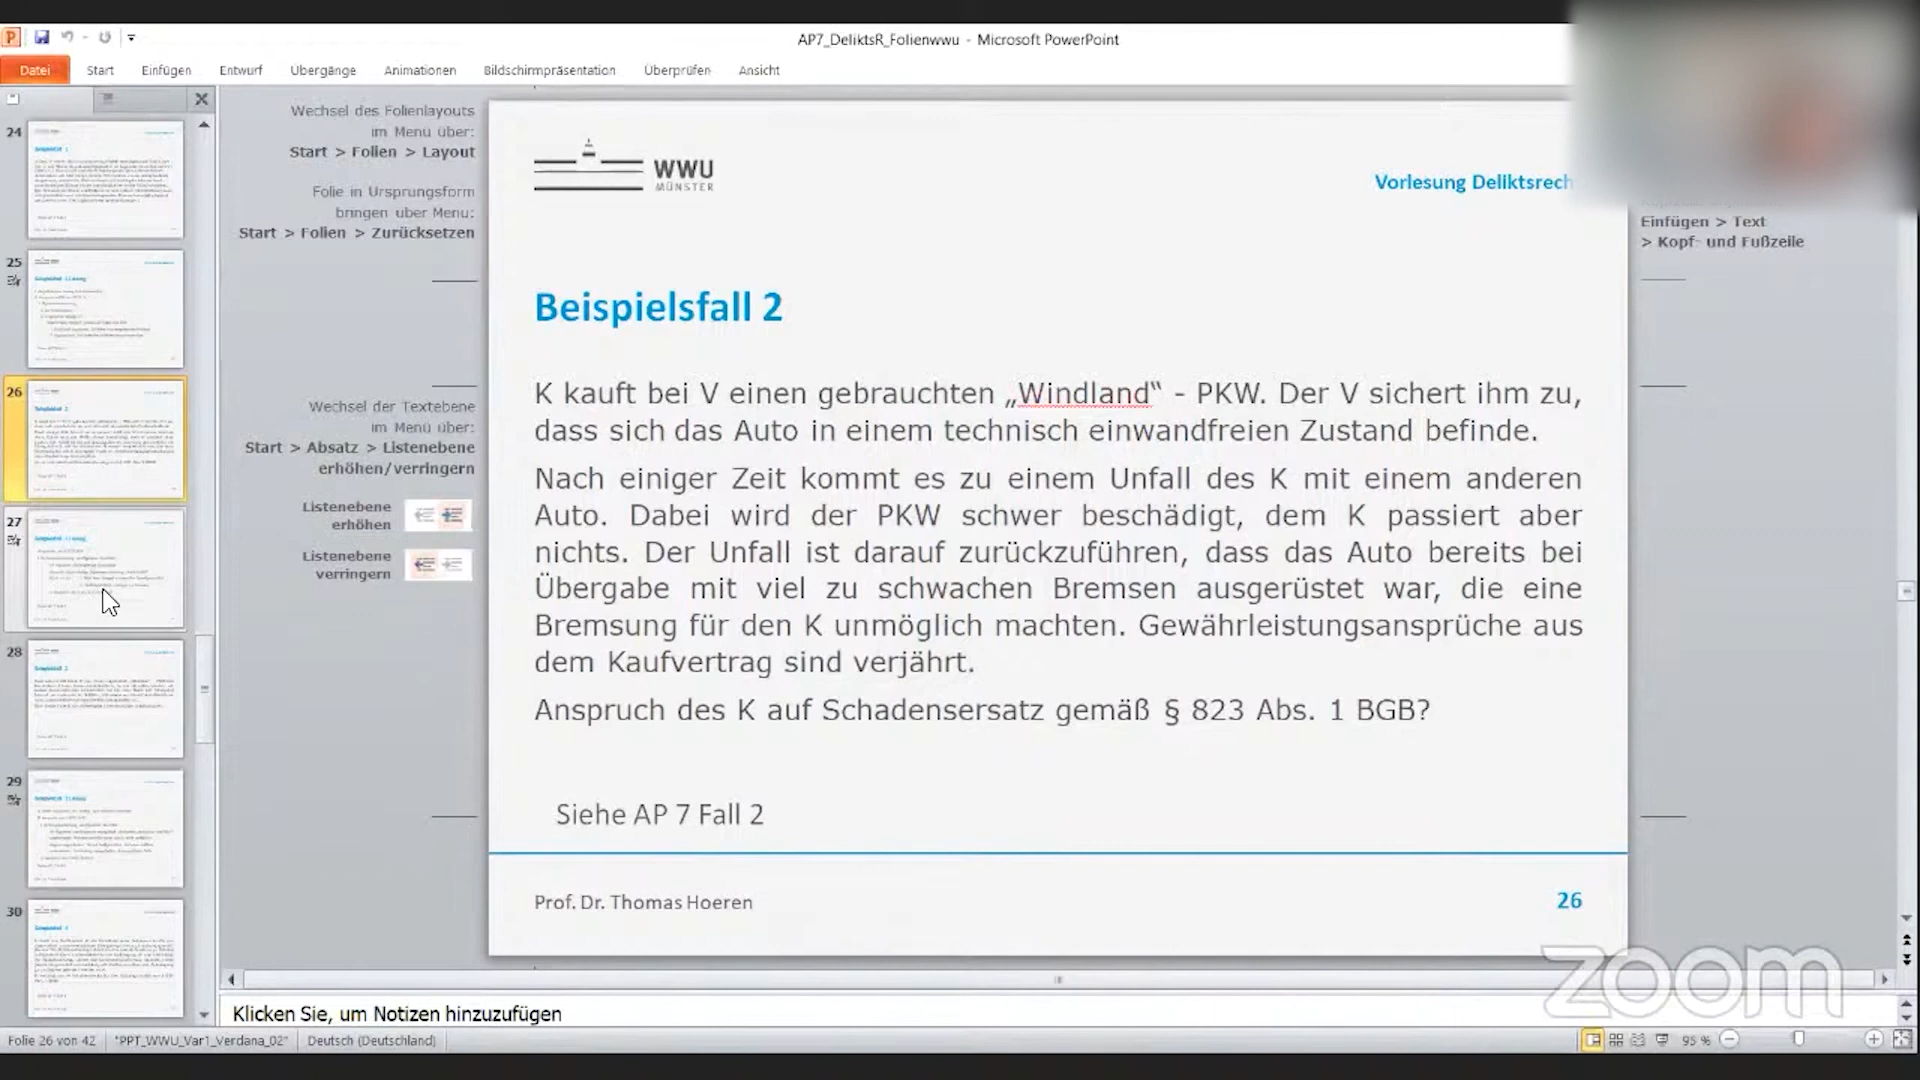 AP7_DeliktsR_Folienwwu - Microsoft PowerPoint
Datei Start Einfügen Entwurf Übergänge Animationen Bildschirmpräsentation Überprüfen Ansicht
24
25
26
27
28
29
30
Wechsel des Folienlayouts
im Menü über:
Start > Folien > Layout
Folie in Ursprungsform
bringen über Menü:
Start > Folien > Zurücksetzen
Wechsel der Textebene
im Menü über:
Start > Absatz > Listenebene
erhöhen/verringern
Listenebene
erhöhen
Listenebene
verringern
WWU
MÜNSTER
Vorlesung Deliktsrech
Beispielsfall 2
K kauft bei V einen gebrauchten „Windland“ - PKW. Der V sichert ihm zu,
dass sich das Auto in einem technisch einwandfreien Zustand befinde.
Nach einiger Zeit kommt es zu einem Unfall des K mit einem anderen
Auto. Dabei wird der PKW schwer beschädigt, dem K passiert aber
nichts. Der Unfall ist darauf zurückzuführen, dass das Auto bereits bei
Übergabe mit viel zu schwachen Bremsen ausgerüstet war, die eine
Bremsung für den K unmöglich machten. Gewährleistungsansprüche aus
dem Kaufvertrag sind verjährt.
Anspruch des K auf Schadensersatz gemäß § 823 Abs. 1 BGB?
Siehe AP 7 Fall 2
Prof. Dr. Thomas Hoeren
26
Einfügen > Text
> Kopf- und Fußzeile
zoom
Klicken Sie, um Notizen hinzuzufügen
Folie 26 von 42 "PPT_WWU_Var1_Verdana_02" Deutsch (Deutschland) 95 %